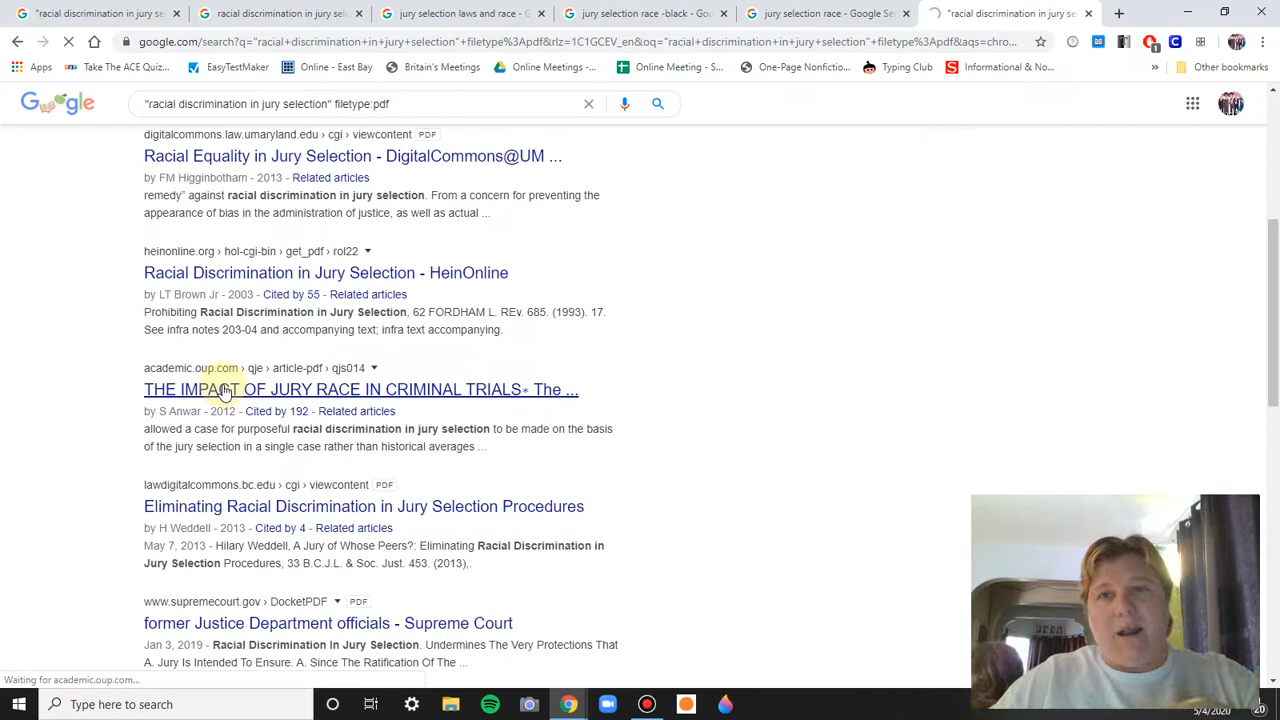 "racial discrimination in jury sel
racial discrimination in jury sel
jury selection laws and race - G
jury selection race -black - Goo
jury selection race - Google Se
"racial discrimination in jury sel
google.com/search?q="racial+discrimination+in+jury+selection"+filetype%3Apdf&rlz=1C1GCEV_en&oq="racial+discrimination+in+jury+selection"+filetype%3Apdf&aqs=chro...
Apps
Take The ACE Quiz...
EasyTestMaker
Online - East Bay
Britain's Meetings
Online Meetings -...
Online Meeting - S...
One-Page Nonfictio...
Typing Club
Informational & No...
»
Other bookmarks
"racial discrimination in jury selection" filetype:pdf
digitalcommons.law.umaryland.edu › cgi › viewcontent PDF
Racial Equality in Jury Selection - DigitalCommons@UM ...
by FM Higginbotham - 2013 - Related articles
remedy" against racial discrimination in jury selection. From a concern for preventing the
appearance of bias in the administration of justice, as well as actual ...
heinonline.org › hol-cgi-bin › get_pdf › rol22
Racial Discrimination in Jury Selection - HeinOnline
by LT Brown Jr - 2003 - Cited by 55 - Related articles
Prohibiting Racial Discrimination in Jury Selection, 62 FORDHAM L. REv. 685. (1993). 17.
See infra notes 203-04 and accompanying text; infra text accompanying.
academic.oup.com › qje › article-pdf › qjs014
THE IMPACT OF JURY RACE IN CRIMINAL TRIALS* The ...
by S Anwar - 2012 - Cited by 192 - Related articles
allowed a case for purposeful racial discrimination in jury selection to be made on the basis
of the jury selection in a single case rather than historical averages ...
lawdigitalcommons.bc.edu › cgi › viewcontent PDF
Eliminating Racial Discrimination in Jury Selection Procedures
by H Weddell - 2013 - Cited by 4 - Related articles
May 7, 2013 - Hilary Weddell, A Jury of Whose Peers?: Eliminating Racial Discrimination in
Jury Selection Procedures, 33 B.C.J.L. & Soc. Just. 453. (2013),.
www.supremecourt.gov › DocketPDF PDF
former Justice Department officials - Supreme Court
Jan 3, 2019 - Racial Discrimination In Jury Selection. Undermines The Very Protections That
A. Jury Is Intended To Ensure. A. Since The Ratification Of The ...
Waiting for academic.oup.com...
Type here to search
5/4/2020
20